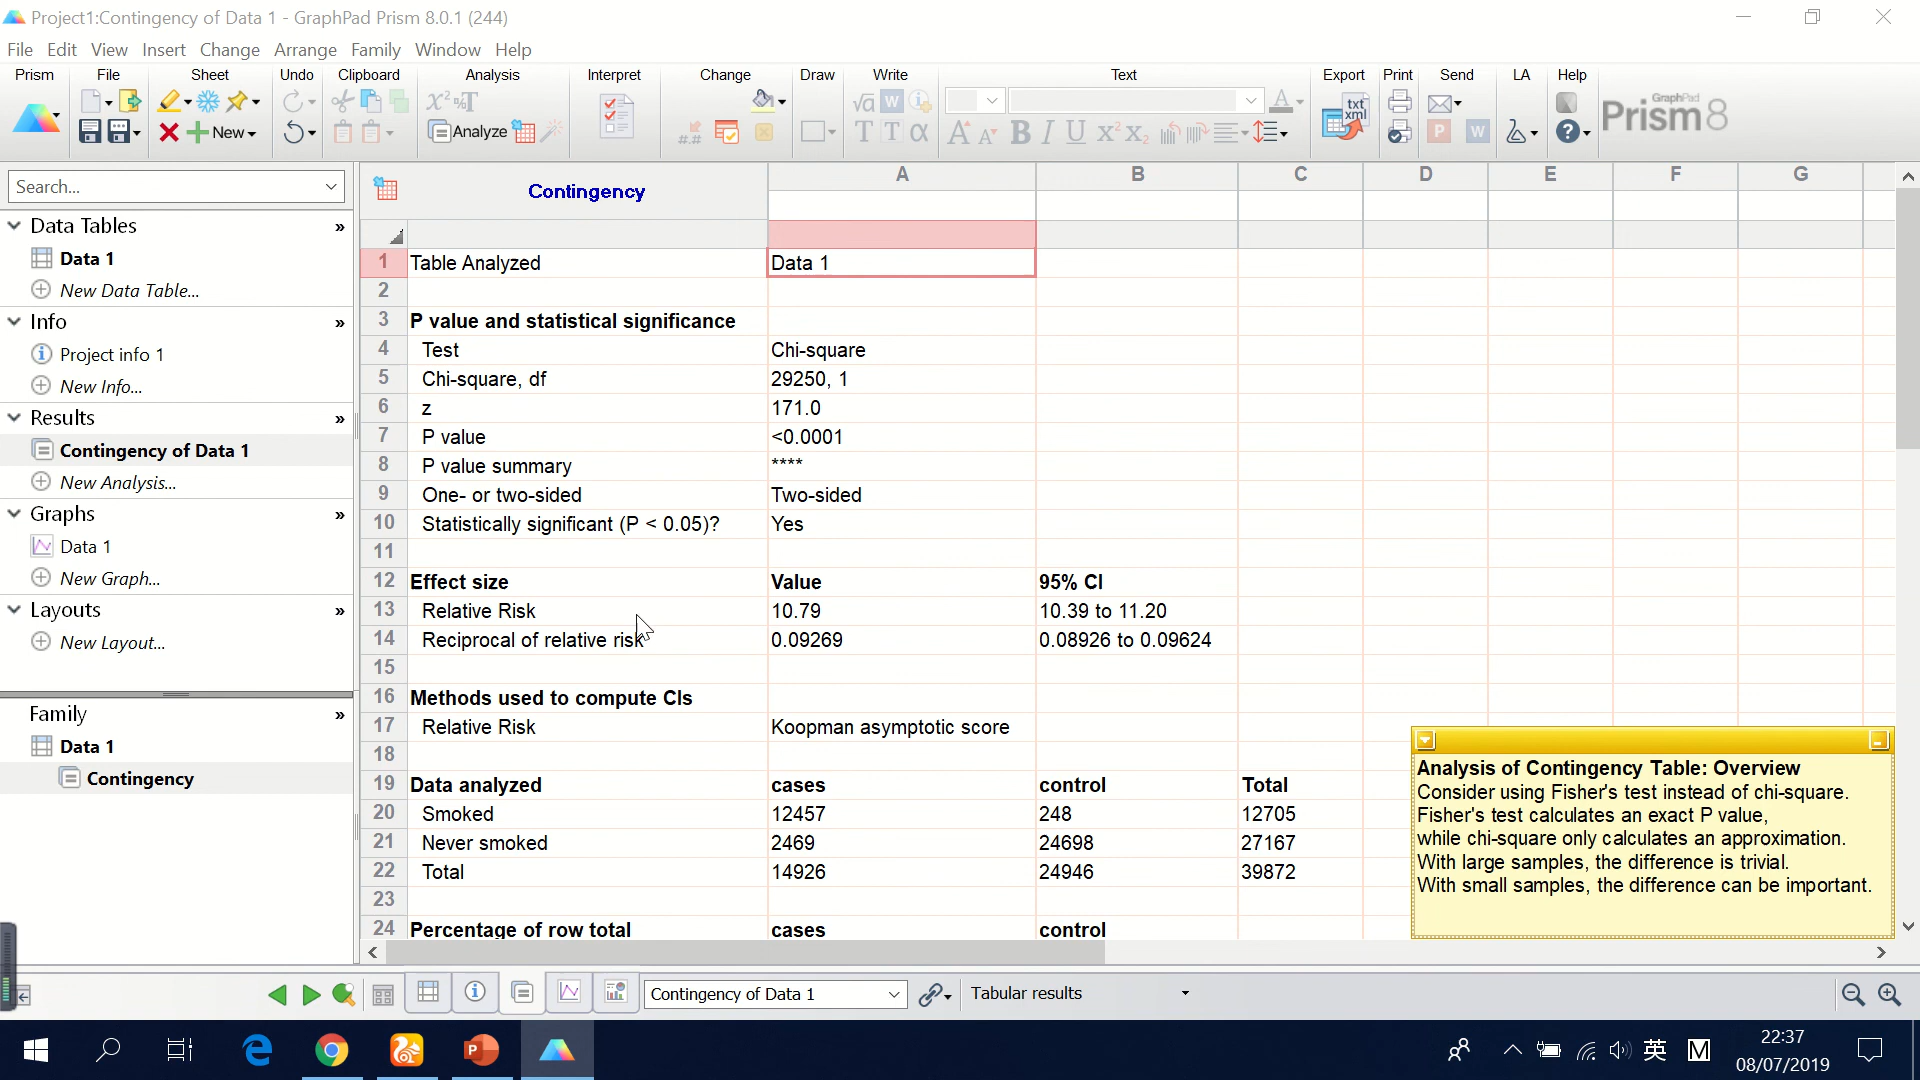 Project1:Contingency of Data 1 - GraphPad Prism 8.0.1 (244)
File Edit View Insert Change Arrange Family Window Help
Prism File Sheet Undo Clipboard Analysis Interpret Change Draw Write Text Export Print Send LA Help
New
Analyze
txt
xml
GraphPad
Prism 8
Search...
Data Tables
Data 1
New Data Table...
Info
Project info 1
New Info...
Results
Contingency of Data 1
New Analysis...
Graphs
Data 1
New Graph...
Layouts
New Layout...
Family
Data 1
Contingency
Contingency A B C D E F G
1 Table Analyzed Data 1
2
3 P value and statistical significance
4 Test Chi-square
5 Chi-square, df 29250, 1
6 z 171.0
7 P value <0.0001
8 P value summary ****
9 One- or two-sided Two-sided
10 Statistically significant (P < 0.05)? Yes
11
12 Effect size Value 95% CI
13 Relative Risk 10.79 10.39 to 11.20
14 Reciprocal of relative risk 0.09269 0.08926 to 0.09624
15
16 Methods used to compute CIs
17 Relative Risk Koopman asymptotic score
18
19 Data analyzed cases control Total
20 Smoked 12457 248 12705
21 Never smoked 2469 24698 27167
22 Total 14926 24946 39872
23
24 Percentage of row total cases control
Analysis of Contingency Table: Overview
Consider using Fisher's test instead of chi-square.
Fisher's test calculates an exact P value,
while chi-square only calculates an approximation.
With large samples, the difference is trivial.
With small samples, the difference can be important.
Contingency of Data 1 Tabular results
英 M 22:37
08/07/2019